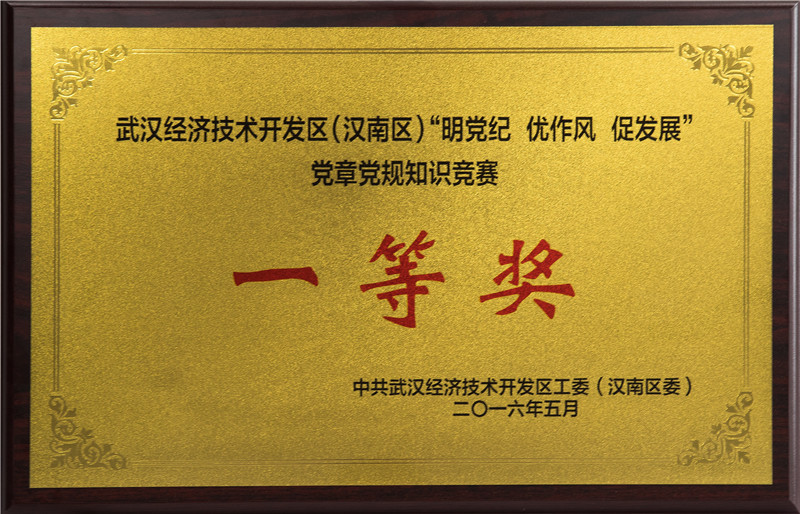 武汉经济技术开发区(汉南区)“明党纪 优作风 促发展”
党章党规知识竞赛
一等奖
中共武汉经济技术开发区工委(汉南区委)
二〇一六年五月